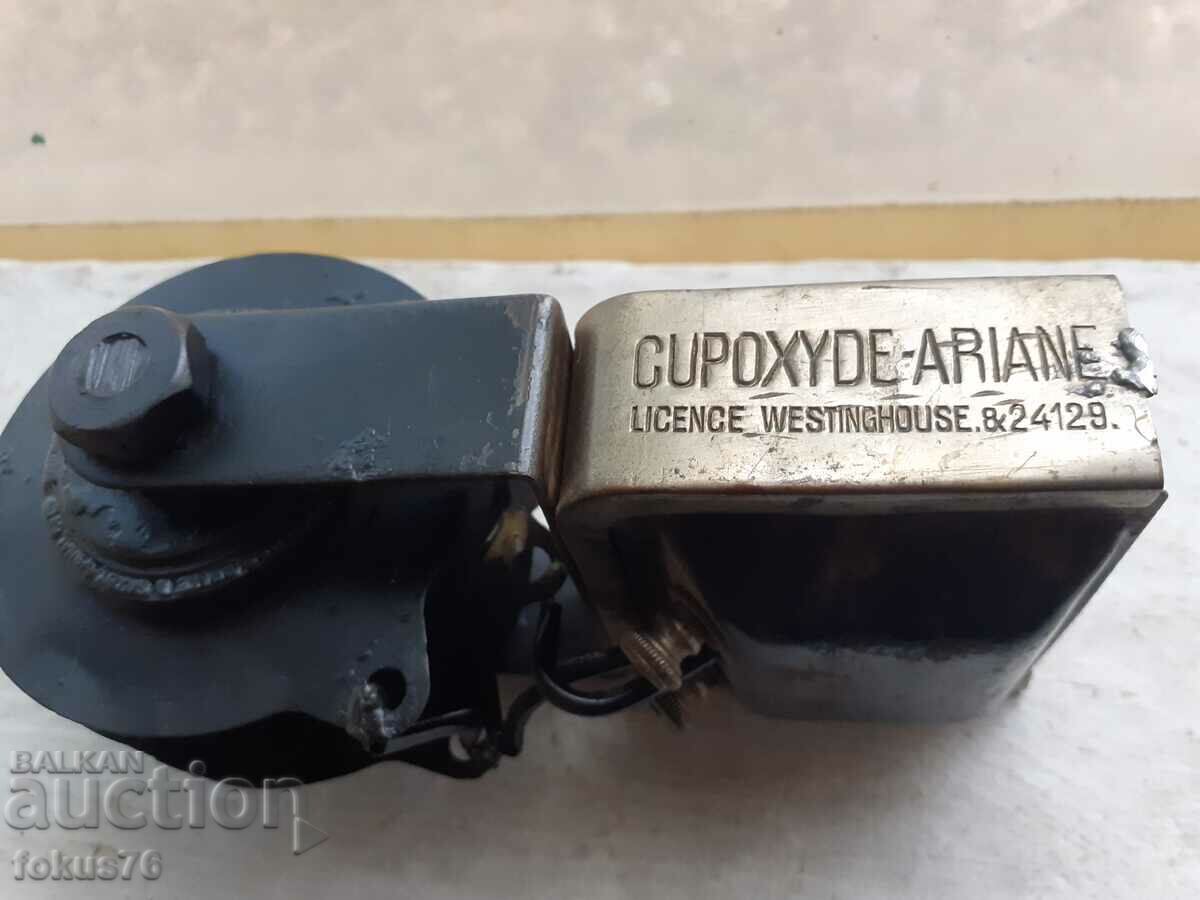 CUPOXYDE-ARIANE
LICENCE WESTINGHOUSE.&24129.
BALKAN
auction
fokus76